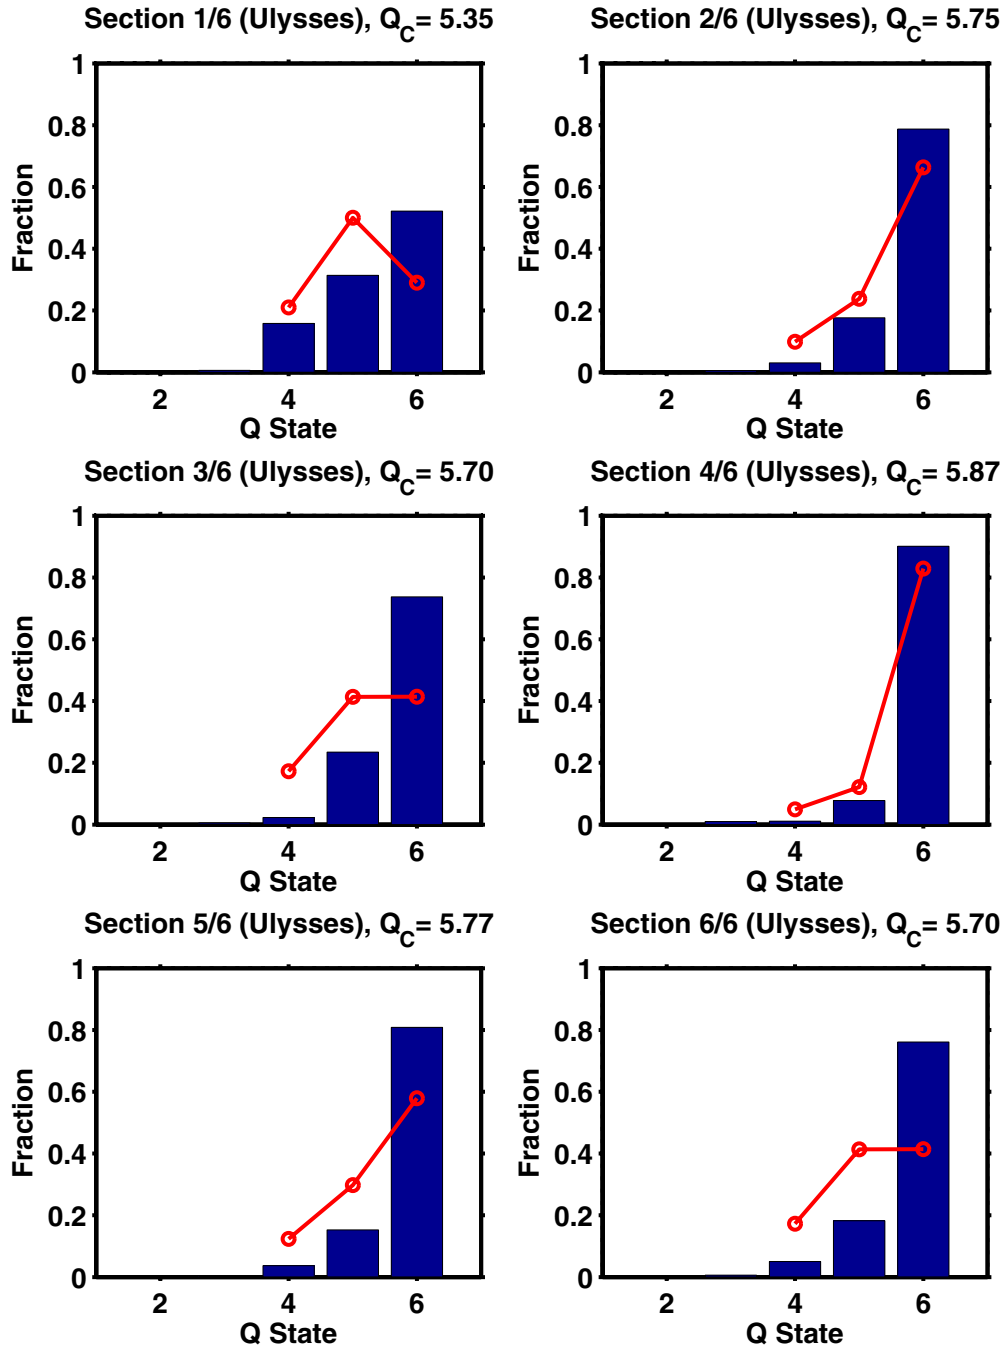 Section 1/6 (Ulysses), Q_C= 5.35
1
0.8
0.6
0.4
0.2
0
Fraction
2 4 6
Q State
Section 2/6 (Ulysses), Q_C= 5.75
1
0.8
0.6
0.4
0.2
0
Fraction
2 4 6
Q State
Section 3/6 (Ulysses), Q_C= 5.70
1
0.8
0.6
0.4
0.2
0
Fraction
2 4 6
Q State
Section 4/6 (Ulysses), Q_C= 5.87
1
0.8
0.6
0.4
0.2
0
Fraction
2 4 6
Q State
Section 5/6 (Ulysses), Q_C= 5.77
1
0.8
0.6
0.4
0.2
0
Fraction
2 4 6
Q State
Section 6/6 (Ulysses), Q_C= 5.70
1
0.8
0.6
0.4
0.2
0
Fraction
2 4 6
Q State